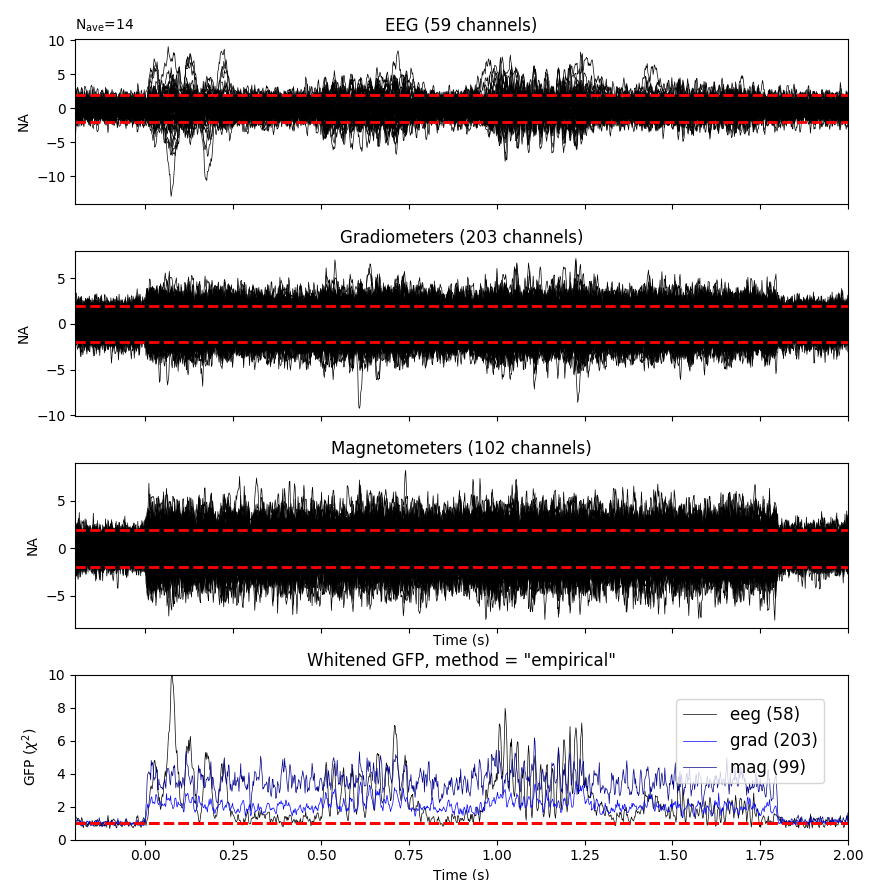 N_ave=14
EEG (59 channels)
10
5
0
−5
−10
NA
Gradiometers (203 channels)
5
0
−5
−10
NA
Magnetometers (102 channels)
5
0
−5
NA
Time (s)
Whitened GFP, method = "empirical"
10
8
6
4
2
0
GFP (χ²)
eeg (58)
grad (203)
mag (99)
0.00 0.25 0.50 0.75 1.00 1.25 1.50 1.75 2.00
Time (s)